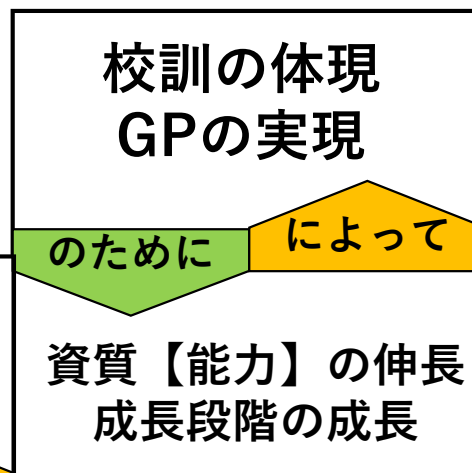 校訓の体現
GPの実現
のために
によって
資質【能力】の伸長
成長段階の成長